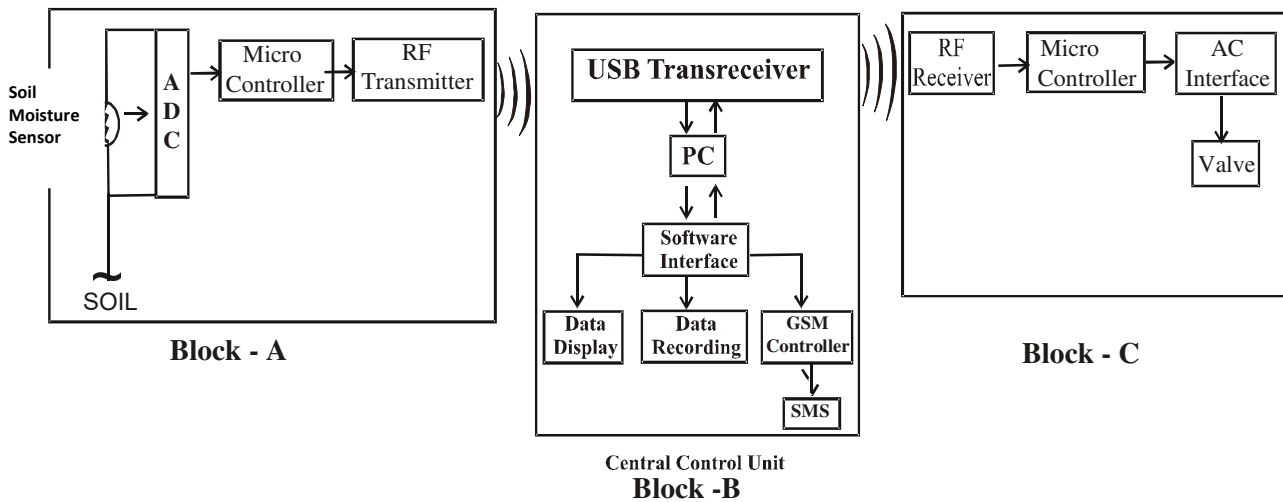 Soil
Moisture
Sensor
A
D
C
Micro
Controller
RF
Transmitter
SOIL
Block - A
USB Transreceiver
PC
Software
Interface
Data
Display
Data
Recording
GSM
Controller
SMS
Central Control Unit
Block -B
RF
Receiver
Micro
Controller
AC
Interface
Valve
Block - C